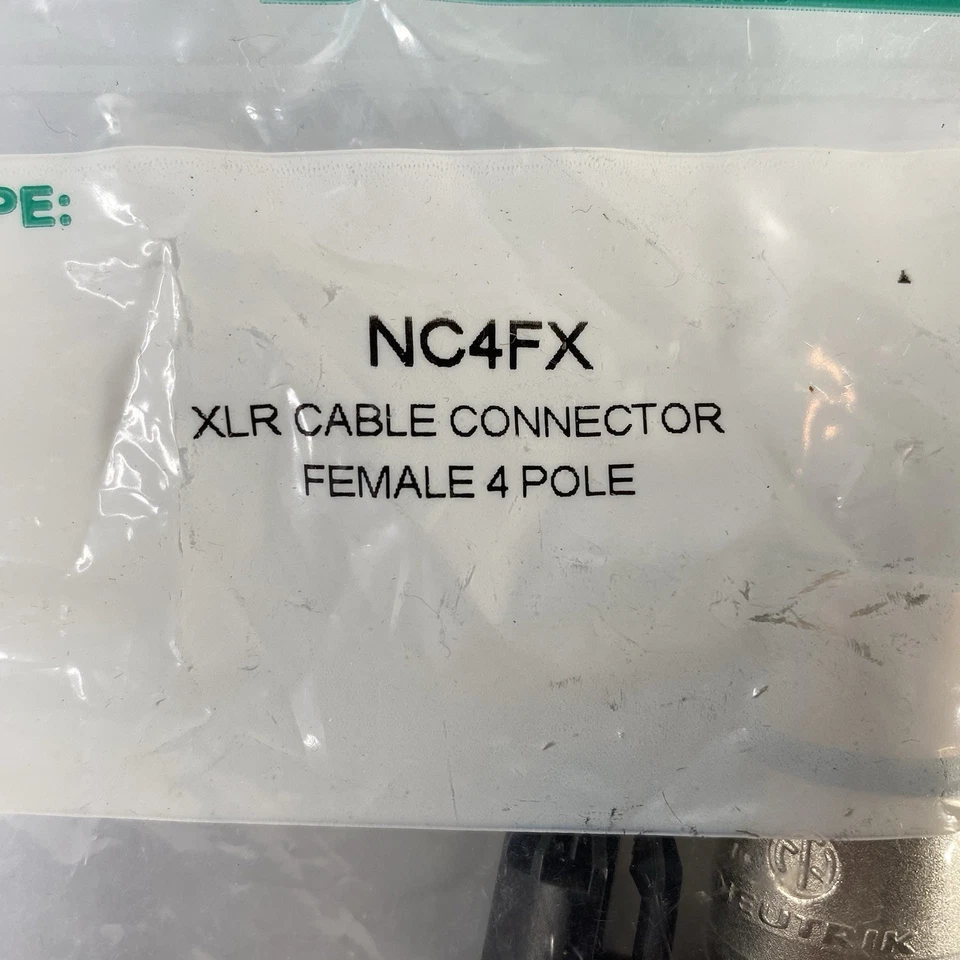 PE:
NC4FX
XLR CABLE CONNECTOR
FEMALE 4 POLE
NEUTRIK